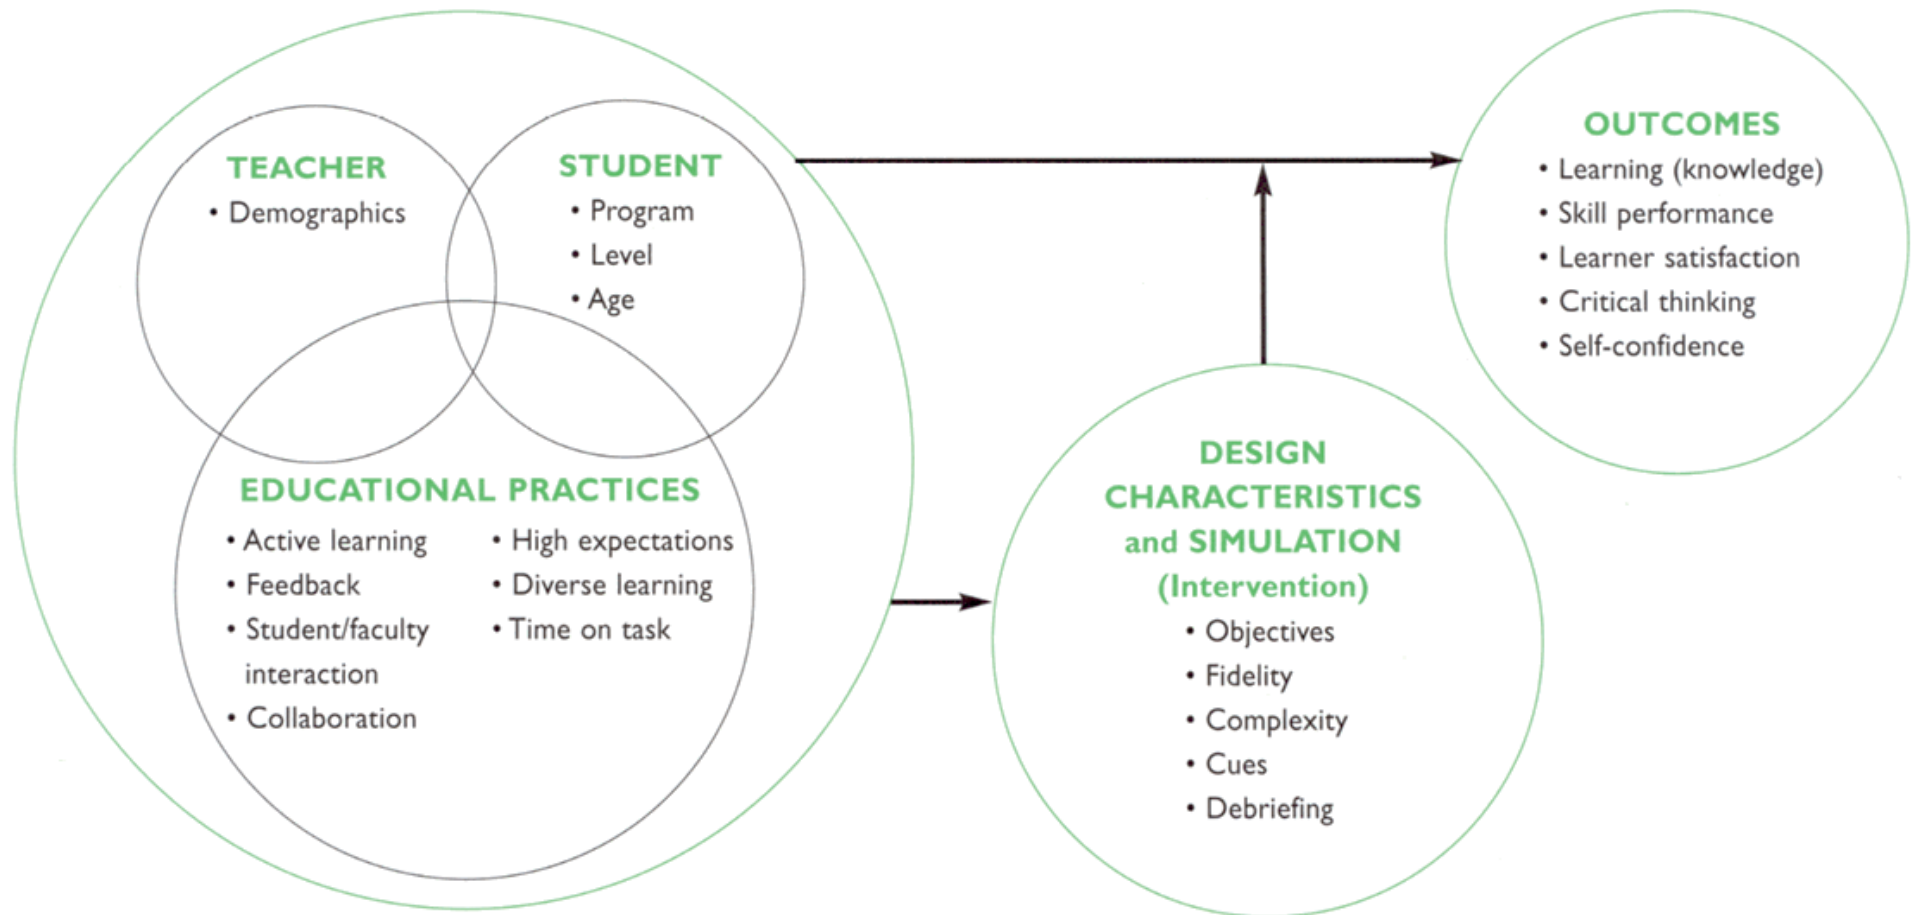 TEACHER
• Demographics
STUDENT
• Program
• Level
• Age
EDUCATIONAL PRACTICES
• Active learning
• Feedback
• Student/faculty
interaction
• Collaboration
• High expectations
• Diverse learning
• Time on task
DESIGN
CHARACTERISTICS
and SIMULATION
(Intervention)
• Objectives
• Fidelity
• Complexity
• Cues
• Debriefing
OUTCOMES
• Learning (knowledge)
• Skill performance
• Learner satisfaction
• Critical thinking
• Self-confidence